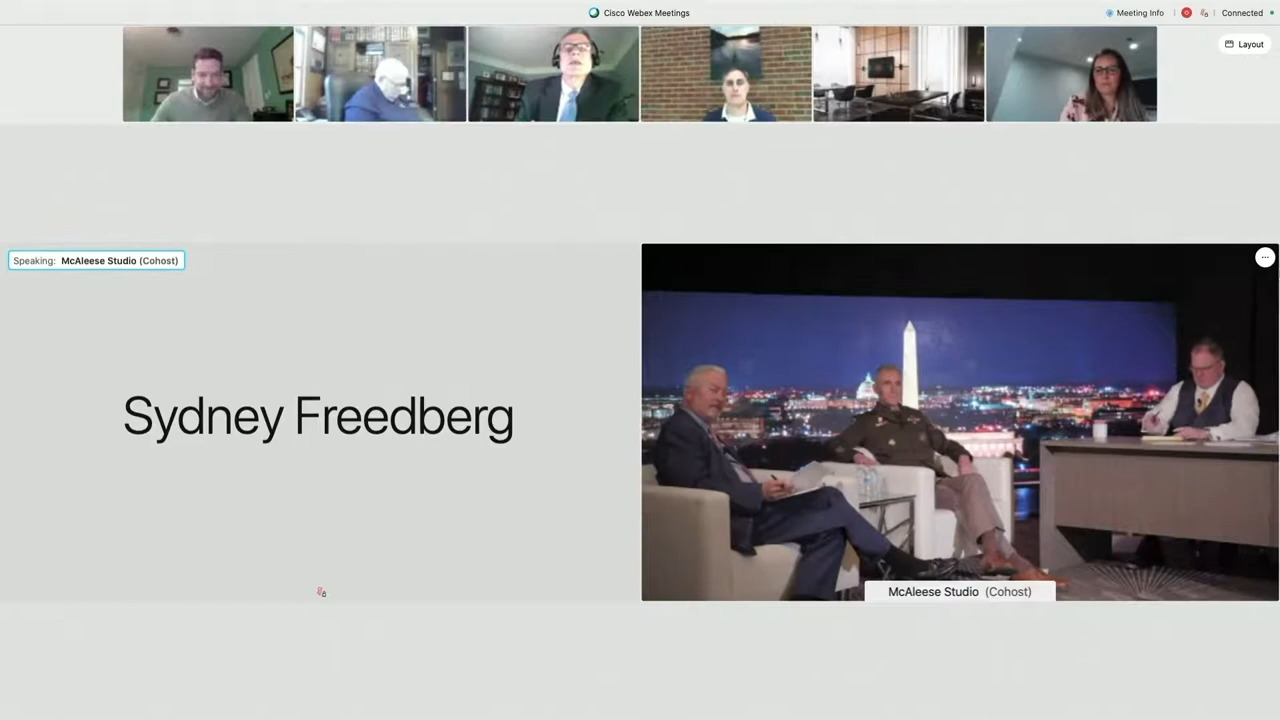 Cisco Webex Meetings
Meeting Info
Connected
Layout
Speaking: McAleese Studio (Cohost)
Sydney Freedberg
McAleese Studio (Cohost)